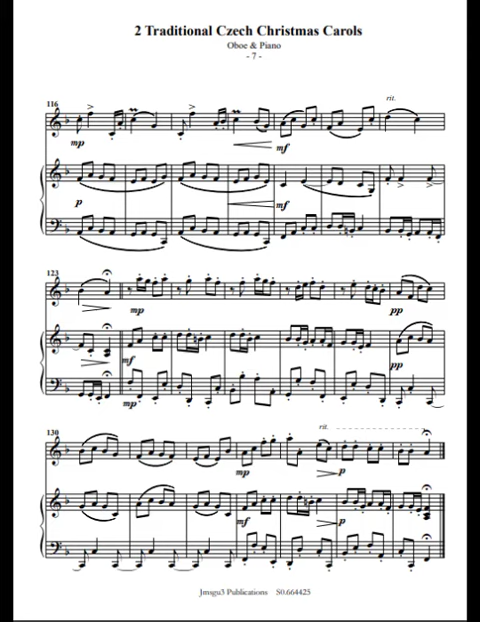 2 Traditional Czech Christmas Carols
Oboe & Piano
- 7 -
116
rit.
mp
mf
p
mf
123
mp
pp
mf
pp
mp
130
rit.
mp
p
mf
p
Jmsgu3 Publications S0.664425